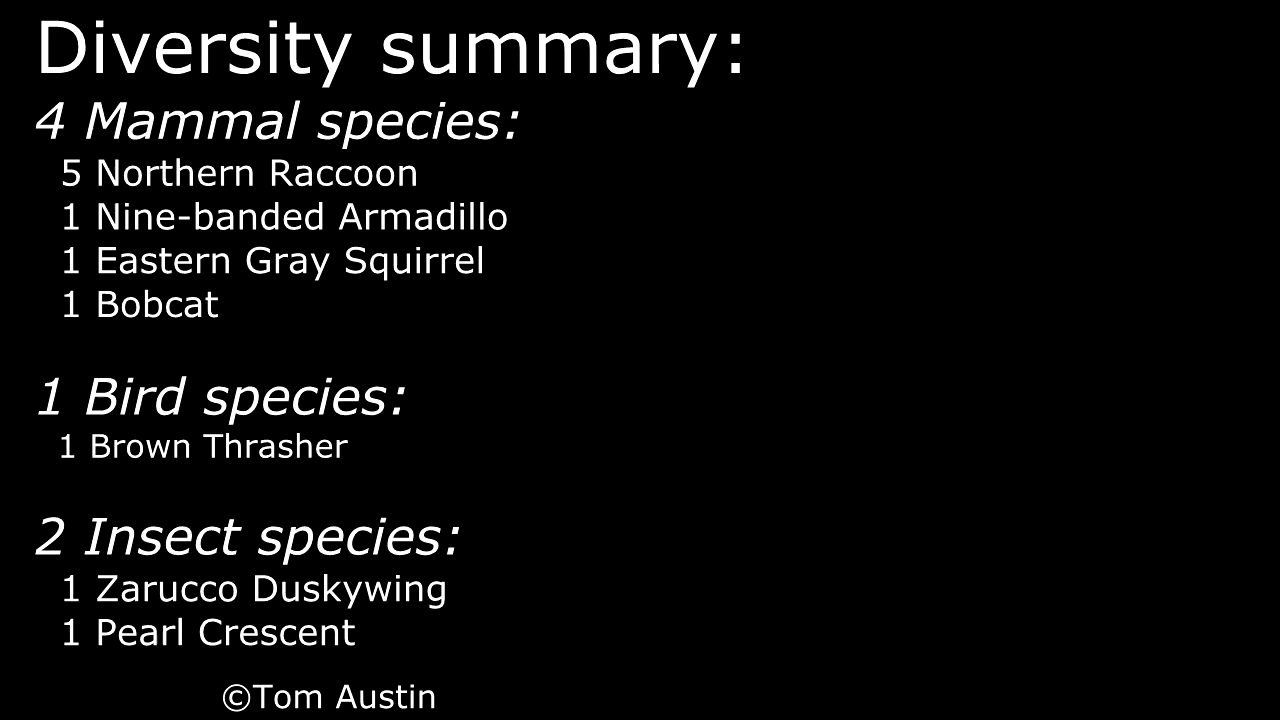 Diversity summary:
4 Mammal species:
5 Northern Raccoon
1 Nine-banded Armadillo
1 Eastern Gray Squirrel
1 Bobcat
1 Bird species:
1 Brown Thrasher
2 Insect species:
1 Zarucco Duskywing
1 Pearl Crescent
©Tom Austin